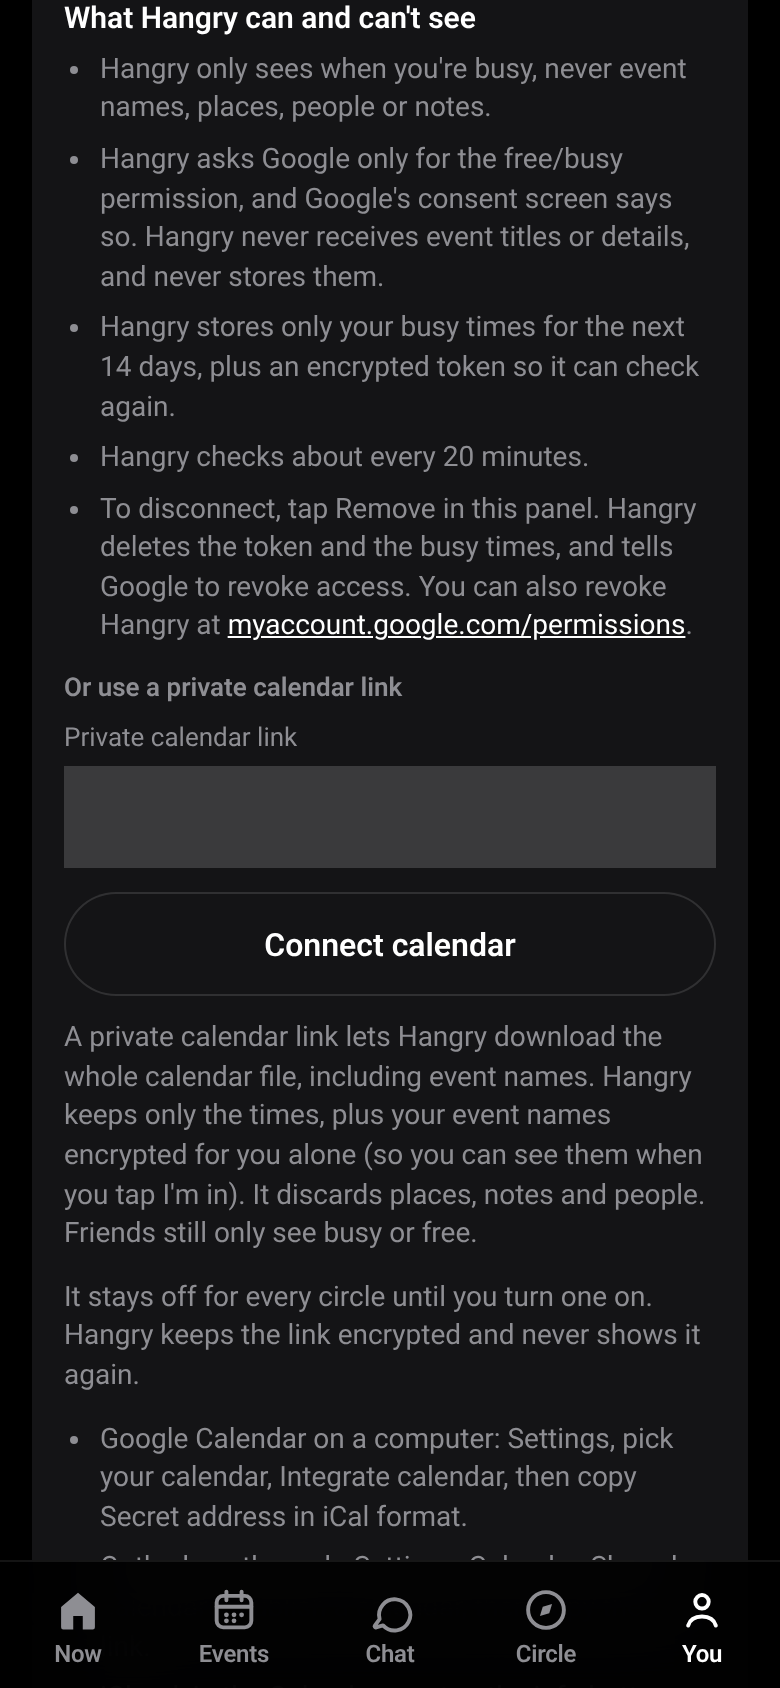 What Hangry can and can't see
• Hangry only sees when you're busy, never event
names, places, people or notes.
• Hangry asks Google only for the free/busy
permission, and Google's consent screen says
so. Hangry never receives event titles or details,
and never stores them.
• Hangry stores only your busy times for the next
14 days, plus an encrypted token so it can check
again.
• Hangry checks about every 20 minutes.
• To disconnect, tap Remove in this panel. Hangry
deletes the token and the busy times, and tells
Google to revoke access. You can also revoke
Hangry at myaccount.google.com/permissions.
Or use a private calendar link
Private calendar link
Connect calendar
A private calendar link lets Hangry download the
whole calendar file, including event names. Hangry
keeps only the times, plus your event names
encrypted for you alone (so you can see them when
you tap I'm in). It discards places, notes and people.
Friends still only see busy or free.
It stays off for every circle until you turn one on.
Hangry keeps the link encrypted and never shows it
again.
• Google Calendar on a computer: Settings, pick
your calendar, Integrate calendar, then copy
Secret address in iCal format.
Now
Events
Chat
Circle
You